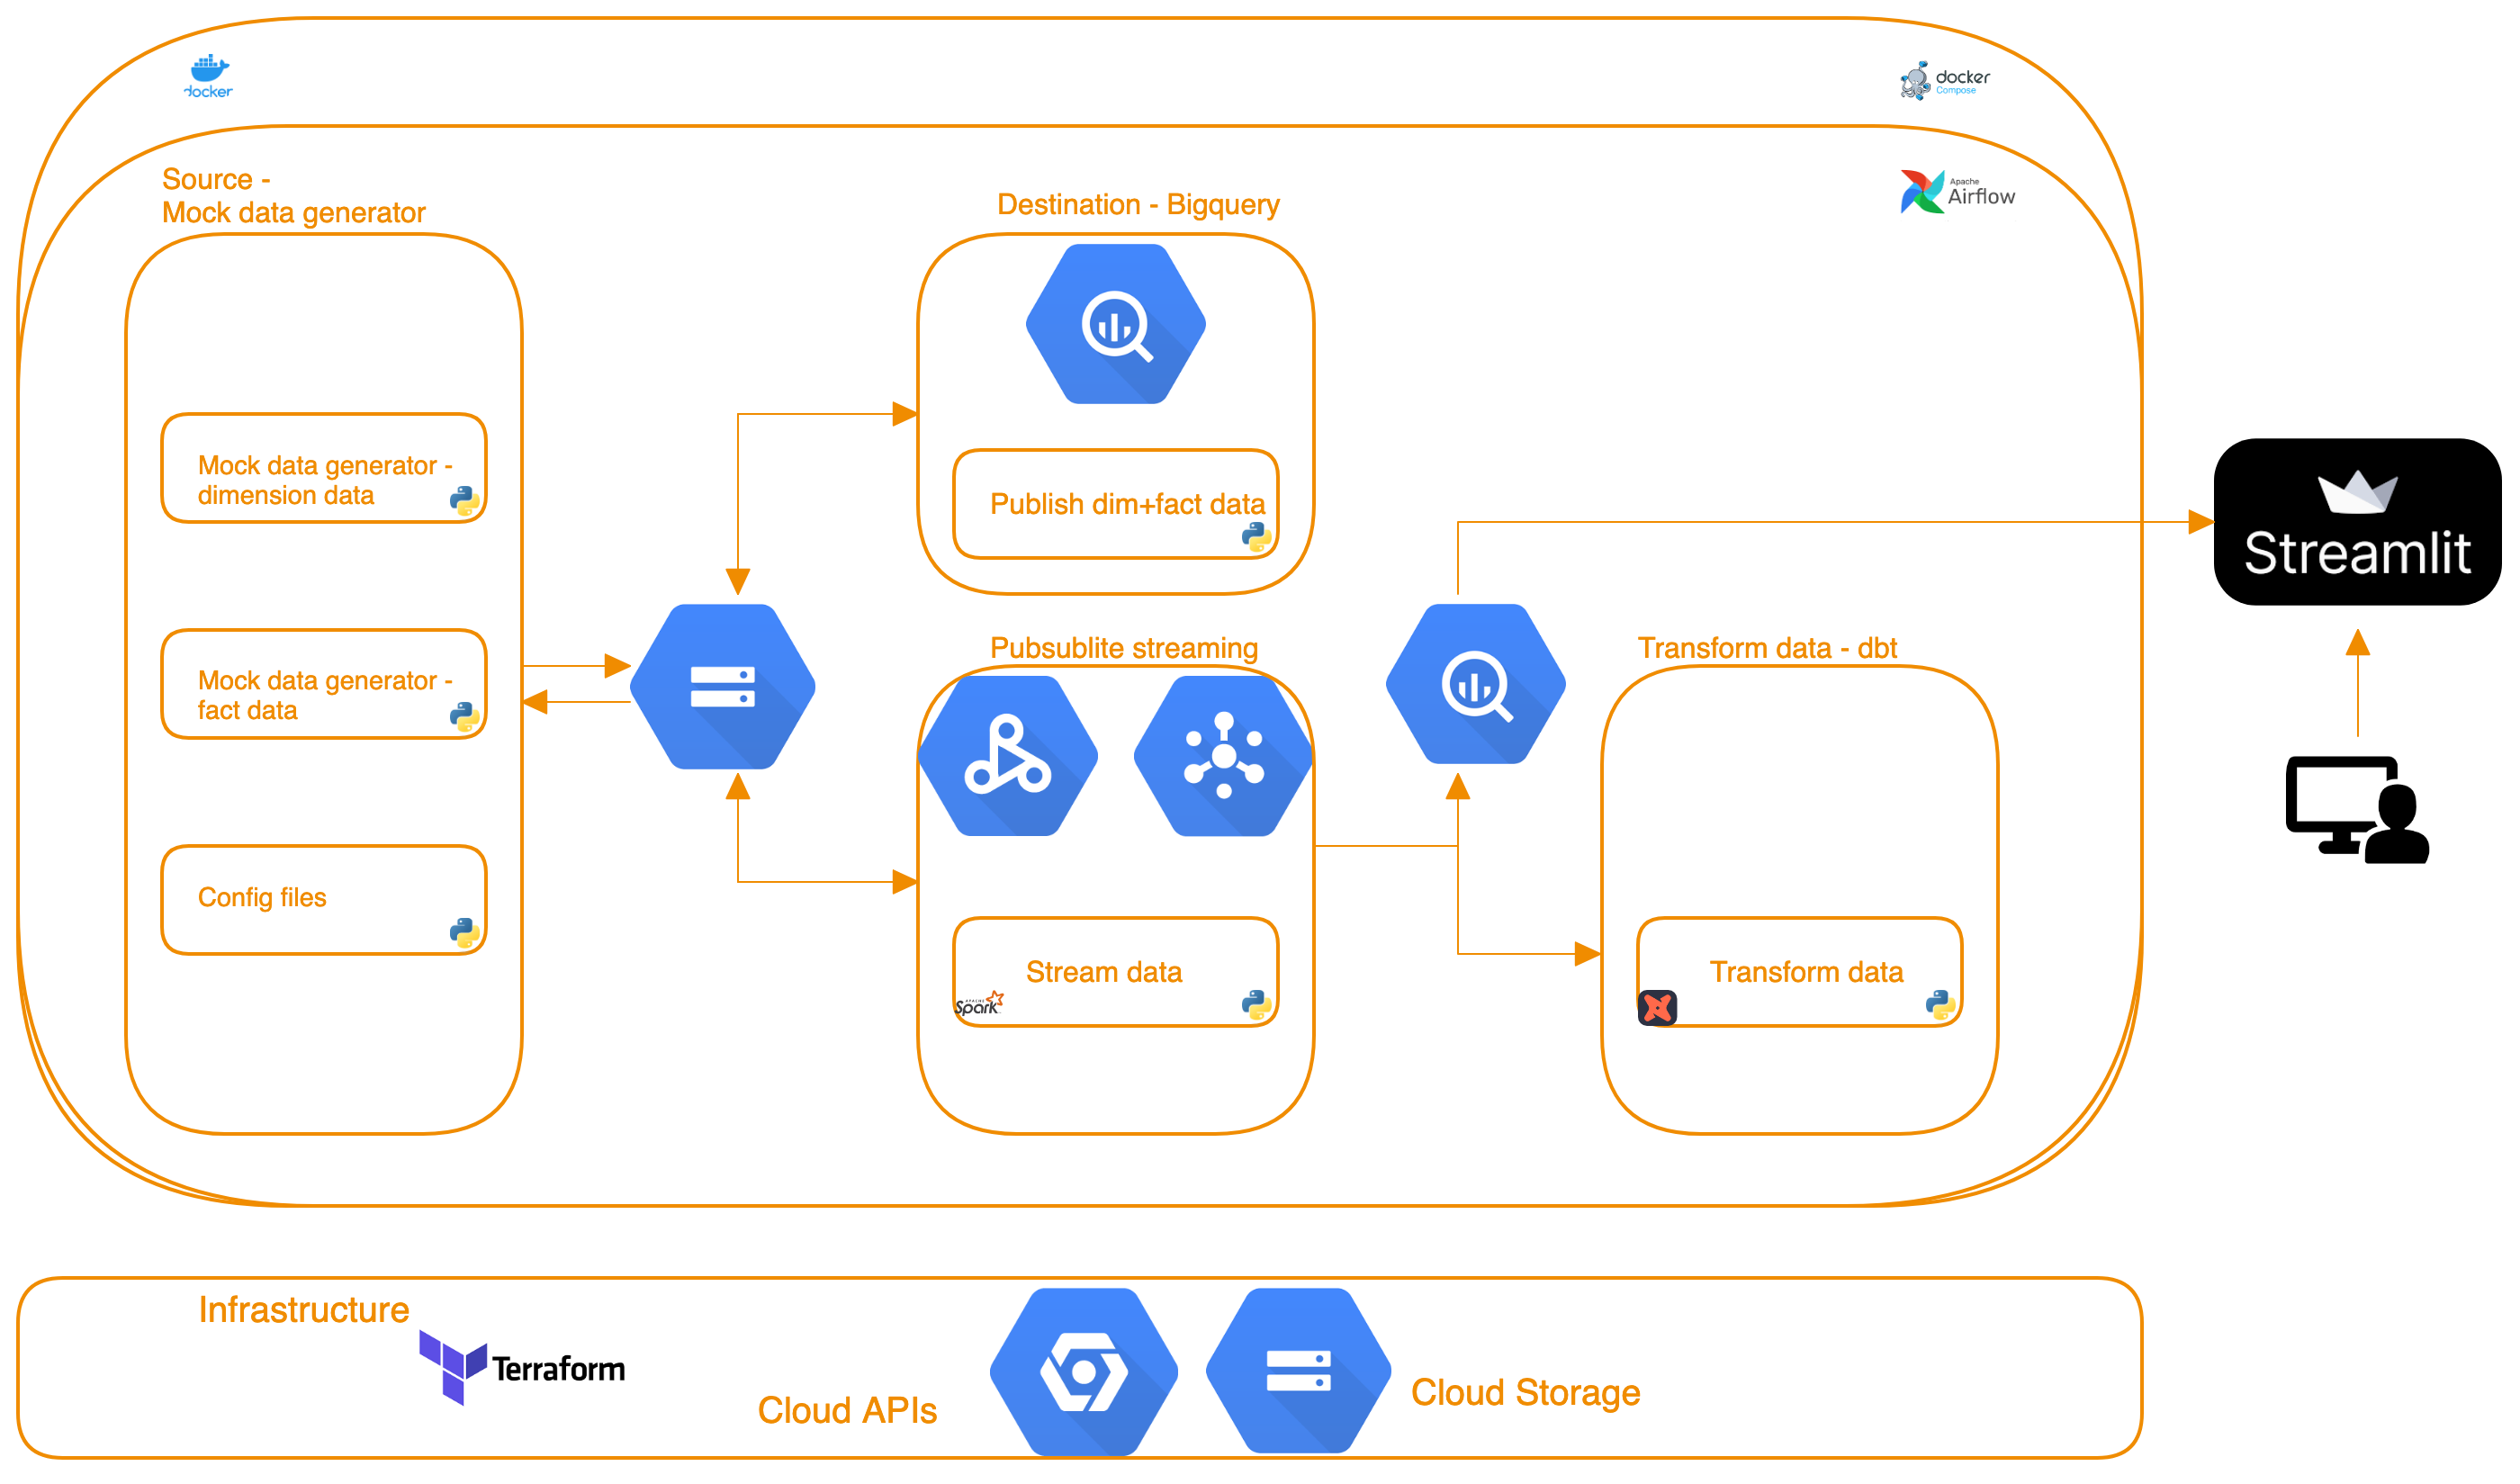 docker
docker
Compose
Source -
Mock data generator
Destination - Bigquery
Apache
Airflow
Mock data generator -
dimension data
Publish dim+fact data
Streamlit
Pubsublite streaming
Transform data - dbt
Mock data generator -
fact data
Config files
Stream data
APACHE
Spark
Transform data
Infrastructure
Terraform
Cloud APIs
Cloud Storage